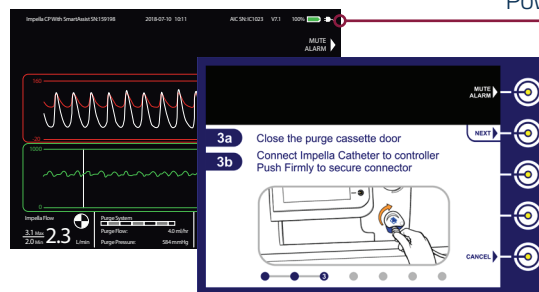 Impella CP With SmartAssist SN:159198 2018-07-10 10:11 AIC SN:IC1023 V7.1 100%
MUTE
ALARM
160
-20
1000
0
Impella Flow
3.1 Max
2.0 Min
2.3 L/min
Purge System
Purge Flow: 4.0 ml/hr
Purge Pressure: 584 mmHg
MUTE
ALARM
NEXT
3a Close the purge cassette door
3b Connect Impella Catheter to controller
Push Firmly to secure connector
3
CANCEL